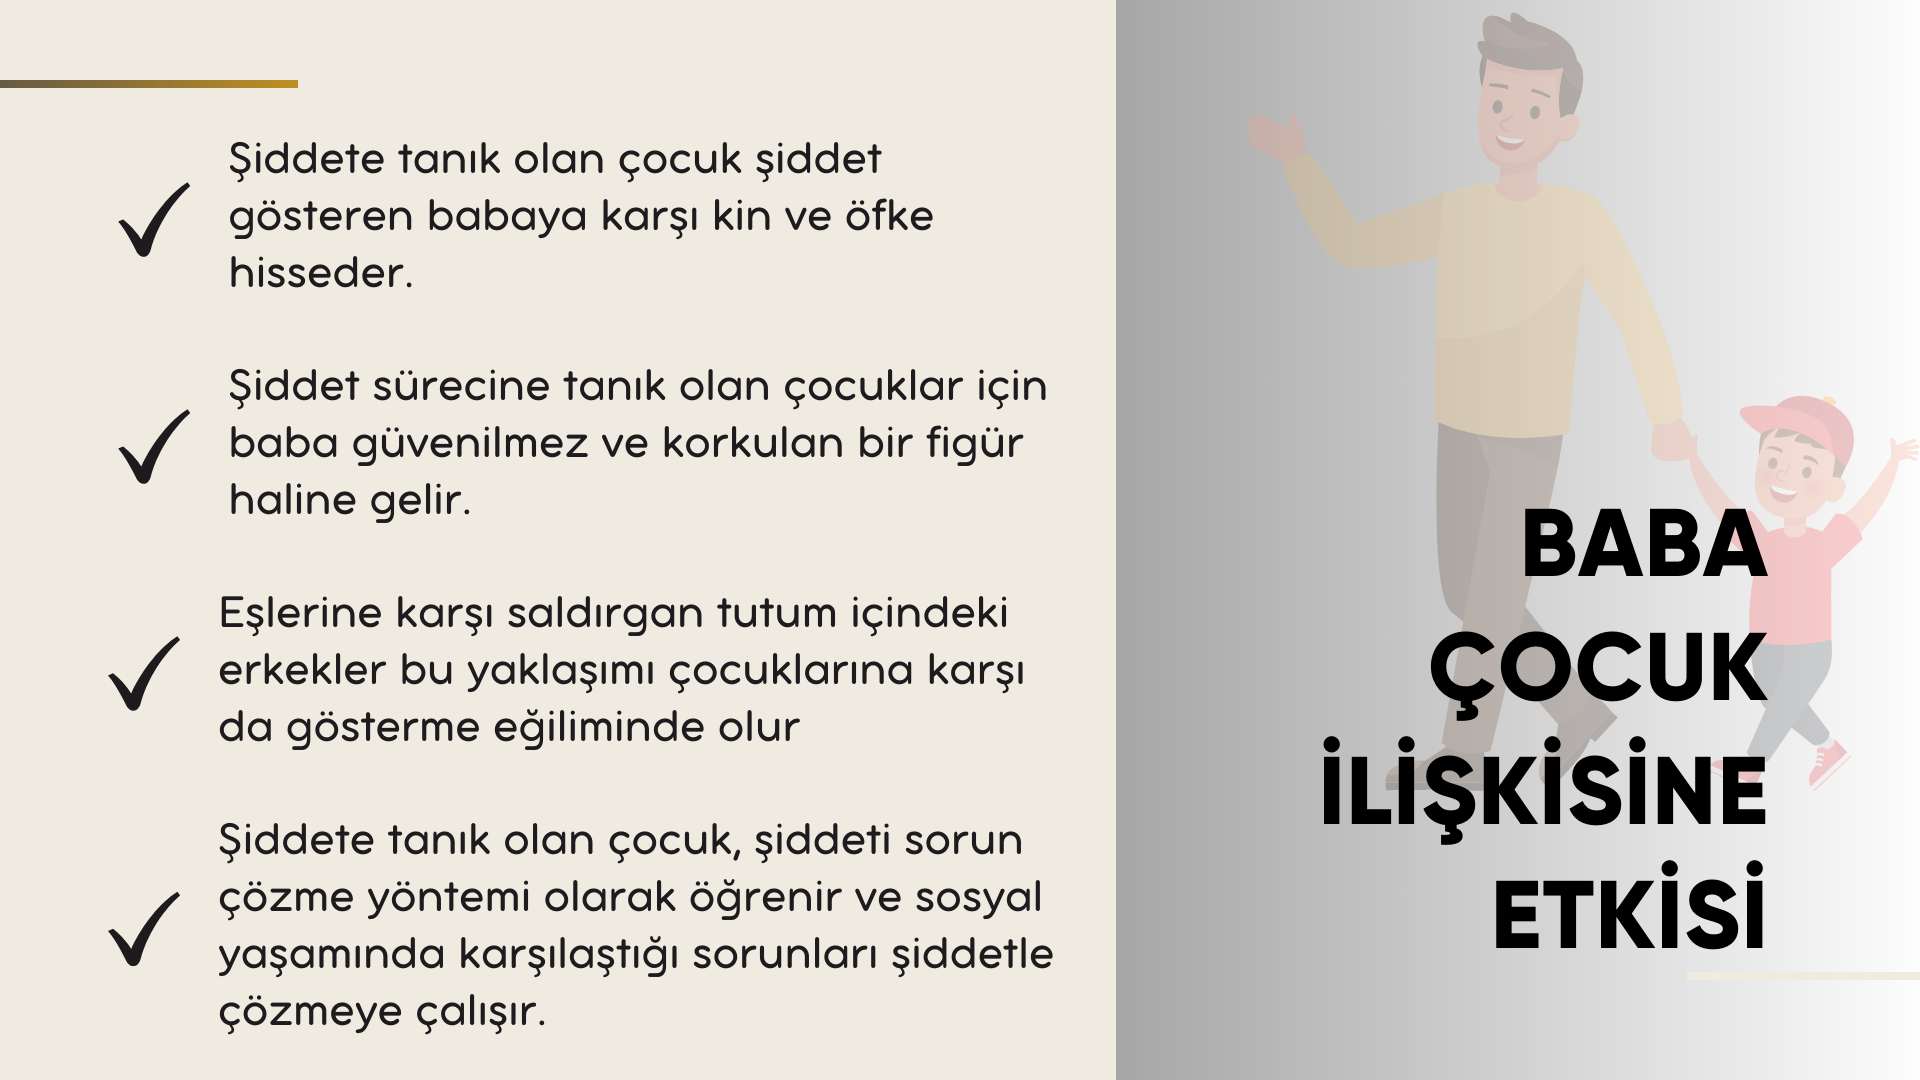 Şiddete tanık olan çocuk şiddet
gösteren babaya karşı kin ve öfke
hisseder.
Şiddet sürecine tanık olan çocuklar için
baba güvenilmez ve korkulan bir figür
haline gelir.
Eşlerine karşı saldırgan tutum içindeki
erkekler bu yaklaşımı çocuklarına karşı
da gösterme eğiliminde olur
Şiddete tanık olan çocuk, şiddeti sorun
çözme yöntemi olarak öğrenir ve sosyal
yaşamında karşılaştığı sorunları şiddetle
çözmeye çalışır.
BABA
ÇOCUK
İLİŞKİSİNE
ETKİSİ